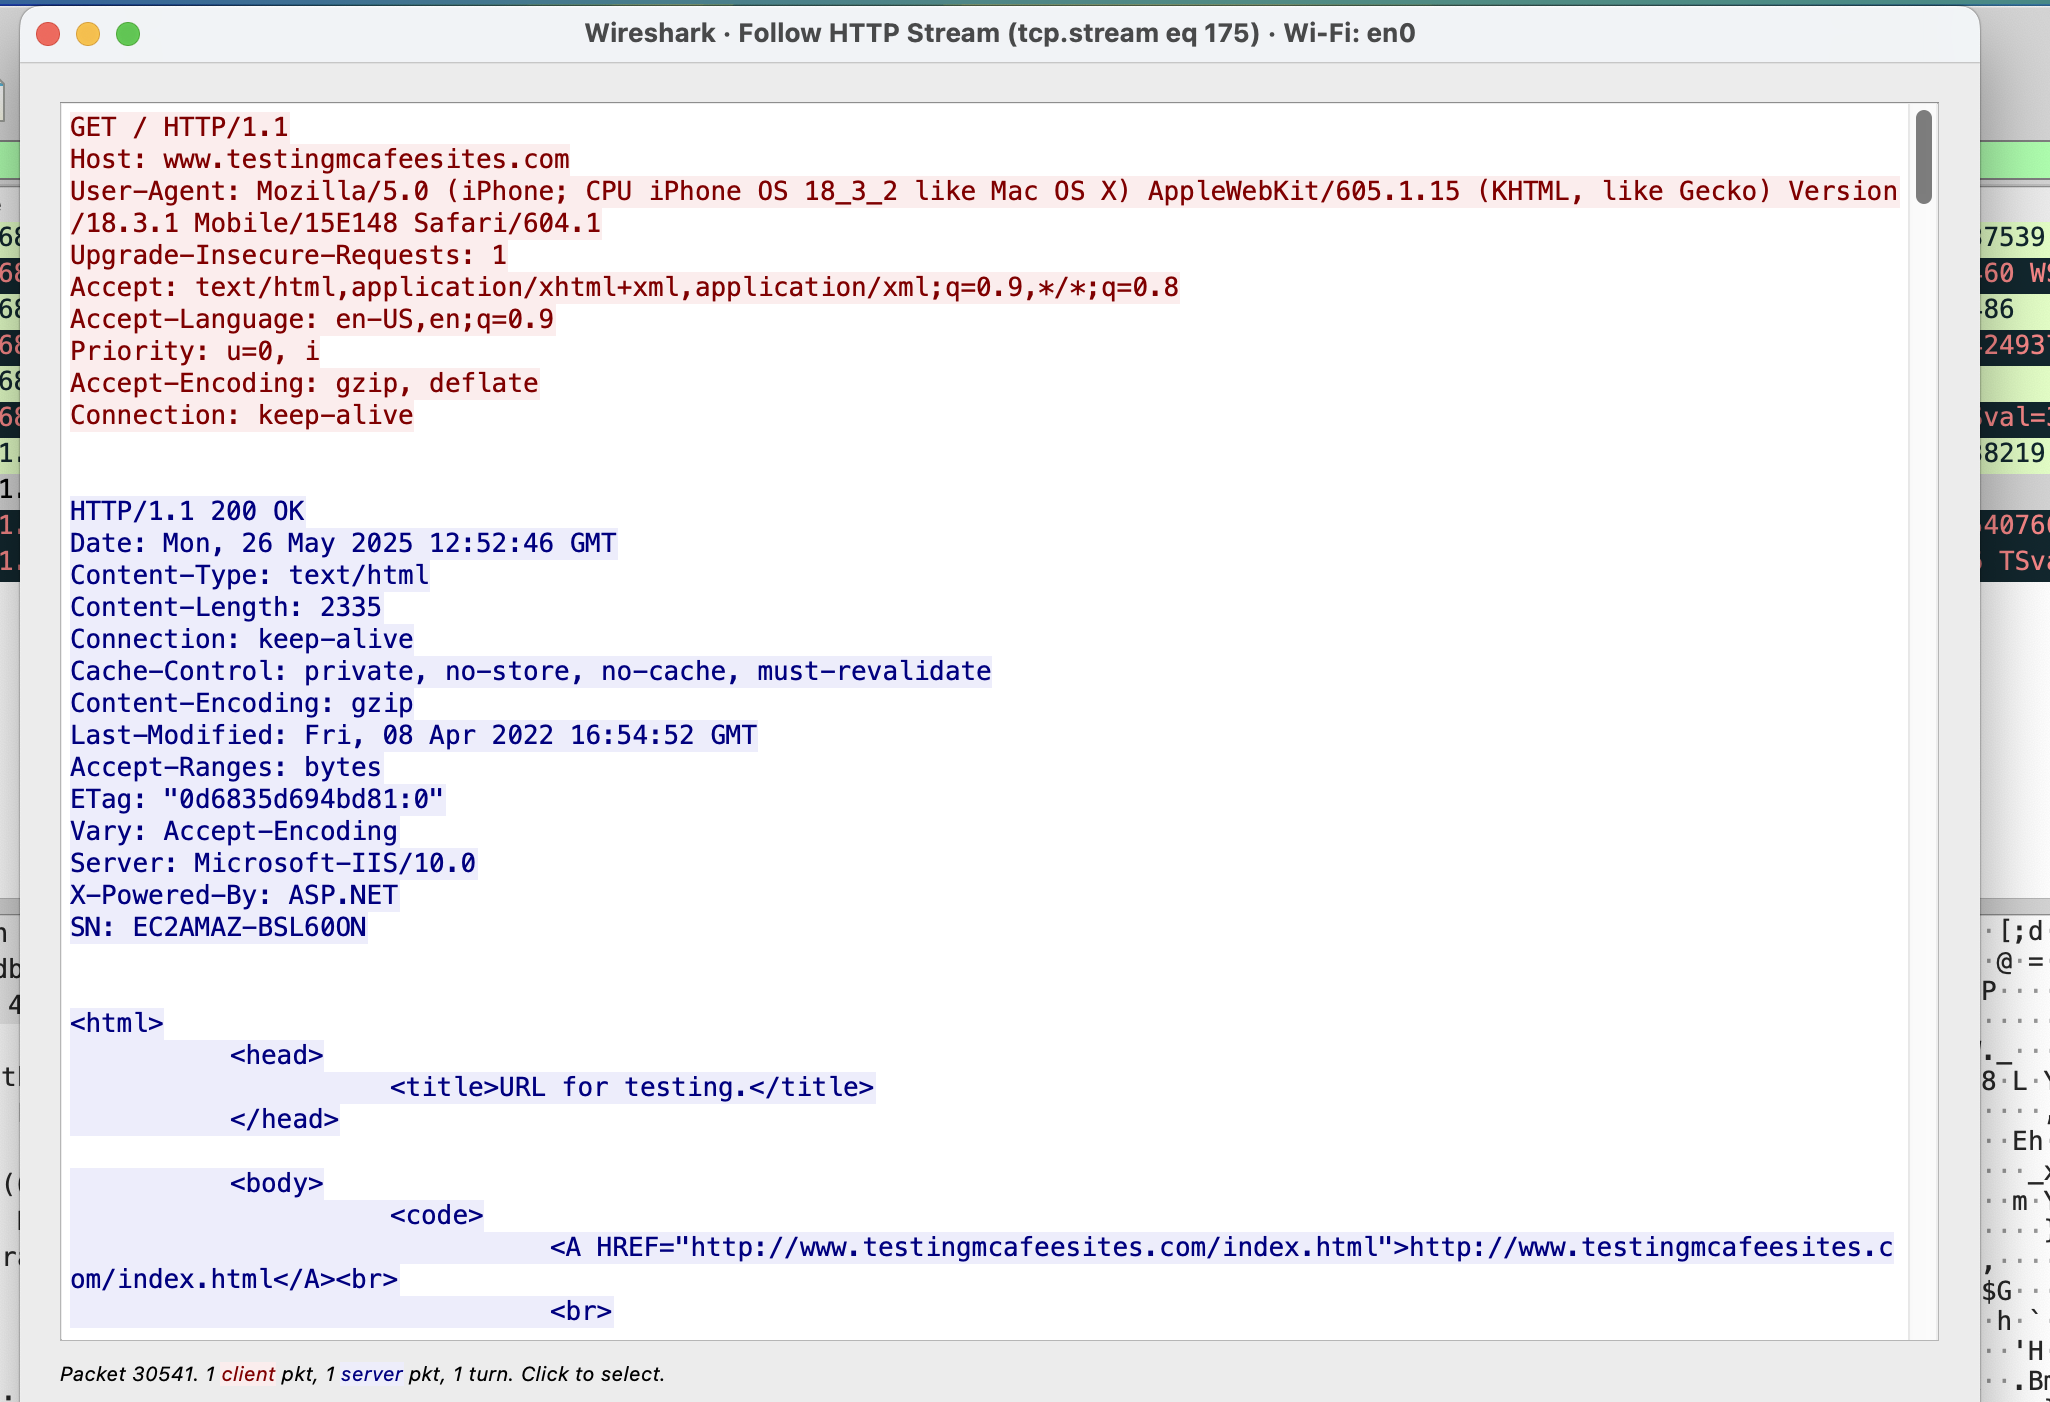 Wireshark · Follow HTTP Stream (tcp.stream eq 175) · Wi-Fi: en0
GET / HTTP/1.1
Host: www.testingmcafeesites.com
User-Agent: Mozilla/5.0 (iPhone; CPU iPhone OS 18_3_2 like Mac OS X) AppleWebKit/605.1.15 (KHTML, like Gecko) Version
/18.3.1 Mobile/15E148 Safari/604.1
Upgrade-Insecure-Requests: 1
Accept: text/html,application/xhtml+xml,application/xml;q=0.9,*/*;q=0.8
Accept-Language: en-US,en;q=0.9
Priority: u=0, i
Accept-Encoding: gzip, deflate
Connection: keep-alive
HTTP/1.1 200 OK
Date: Mon, 26 May 2025 12:52:46 GMT
Content-Type: text/html
Content-Length: 2335
Connection: keep-alive
Cache-Control: private, no-store, no-cache, must-revalidate
Content-Encoding: gzip
Last-Modified: Fri, 08 Apr 2022 16:54:52 GMT
Accept-Ranges: bytes
ETag: "0d6835d694bd81:0"
Vary: Accept-Encoding
Server: Microsoft-IIS/10.0
X-Powered-By: ASP.NET
SN: EC2AMAZ-BSL60ON
<html>
<head>
<title>URL for testing.</title>
</head>
<body>
<code>
<A HREF="http://www.testingmcafeesites.com/index.html">http://www.testingmcafeesites.c
om/index.html</A><br>
<br>
Packet 30541. 1 client pkt, 1 server pkt, 1 turn. Click to select.